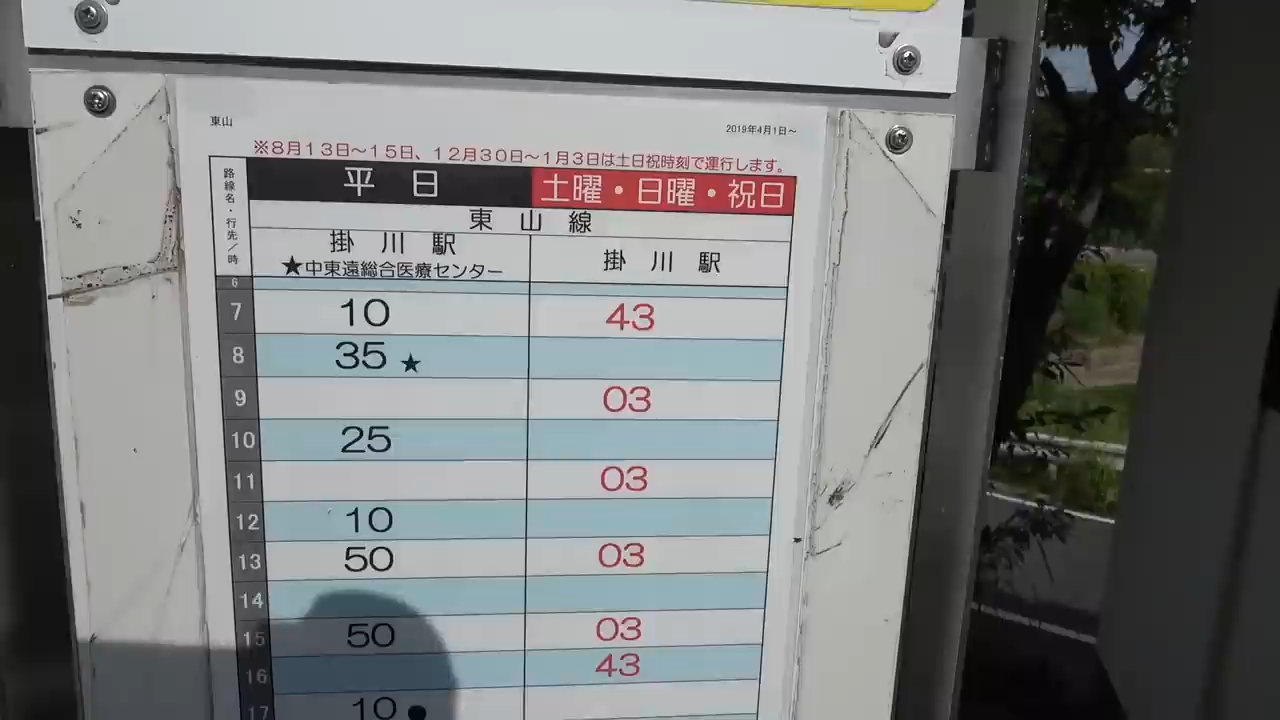 東山
2019年4月1日～
※8月13日～15日、12月30日～1月3日は土日祝時刻で運行します。
路線名・行先／時
平日 土曜・日曜・祝日
東山線
掛川駅 掛川駅
★中東遠総合医療センター
6
7 10 43
8 35★
9 03
10 25
11 03
12 10
13 50 03
14
15 50 03
16 43
17 10●